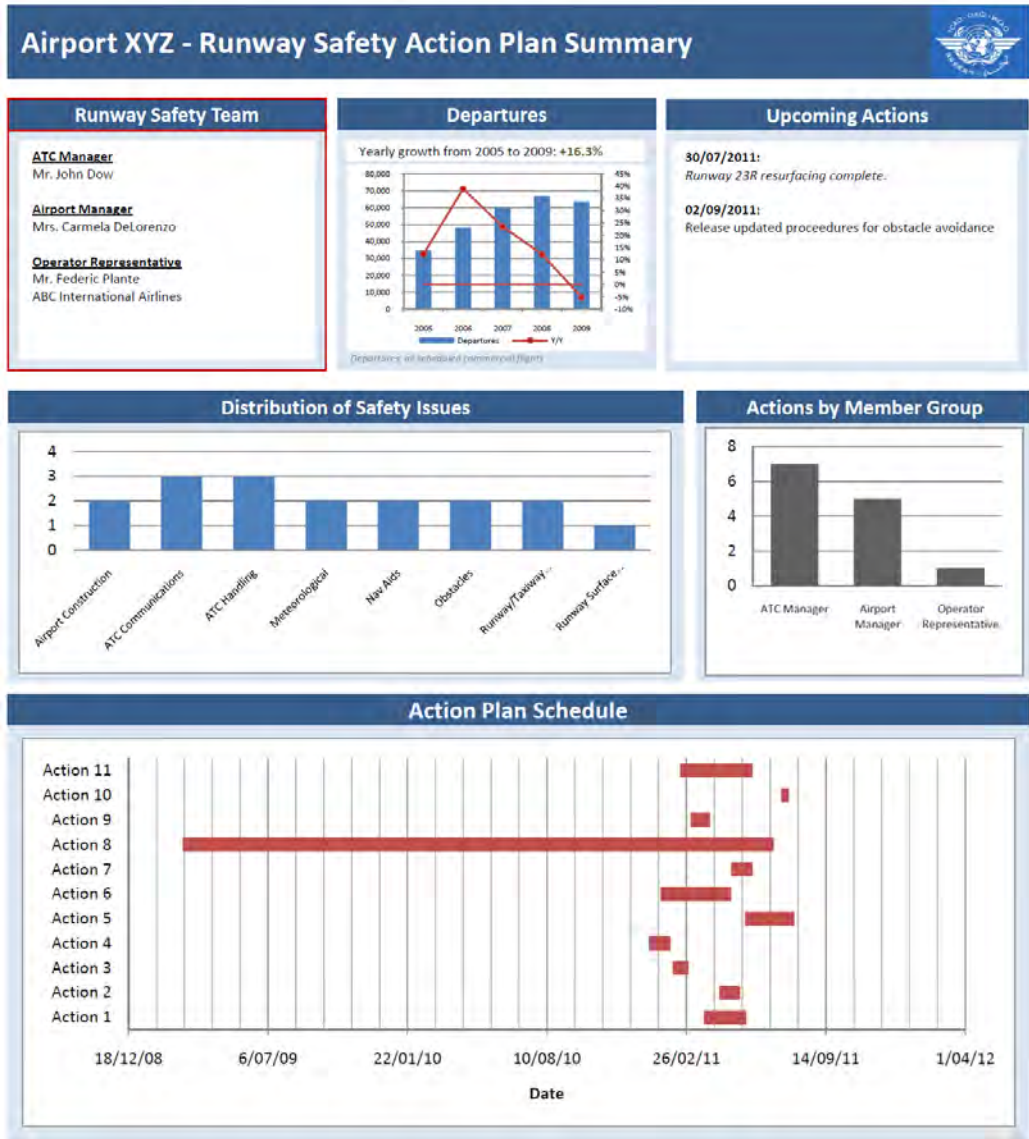 Airport XYZ - Runway Safety Action Plan Summary
Runway Safety Team
ATC Manager
Mr. John Dow
Airport Manager
Mrs. Carmela DeLorenzo
Operator Representative
Mr. Federic Plante
ABC International Airlines
Departures
Yearly growth from 2005 to 2009: +16.3%
80,000
70,000
60,000
50,000
40,000
30,000
20,000
10,000
0
45%
40%
35%
30%
25%
20%
15%
10%
5%
0%
-5%
-10%
2005 2006 2007 2008 2009
Departures Y/Y
Departures: all scheduled commercial flights
Upcoming Actions
30/07/2011:
Runway 23R resurfacing complete.
02/09/2011:
Release updated proceedures for obstacle avoidance
Distribution of Safety Issues
4
3
2
1
0
Airport Construction
ATC Communications
ATC Handling
Meteorological
Nav Aids
Obstacles
Runway/Taxiway...
Runway Surface...
Actions by Member Group
8
6
4
2
0
ATC Manager
Airport
Manager
Operator
Representative
Action Plan Schedule
Action 11
Action 10
Action 9
Action 8
Action 7
Action 6
Action 5
Action 4
Action 3
Action 2
Action 1
18/12/08 6/07/09 22/01/10 10/08/10 26/02/11 14/09/11 1/04/12
Date